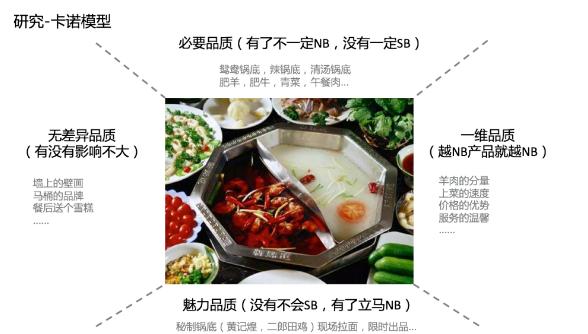 研究-卡诺模型
必要品质（有了不一定NB，没有一定SB）
鸳鸯锅底，辣锅底，清汤锅底
肥羊，肥牛，青菜，午餐肉...
无差异品质
（有没有影响不大）
墙上的壁画
马桶的品牌
餐后送个雪糕
......
一维品质
（越NB产品就越NB）
羊肉的分量
上菜的速度
价格的优势
服务的温馨
......
魅力品质（没有不会SB，有了立马NB）
秘制锅底（黄记煌，二郎田鸡）现场拉面，限时出品...